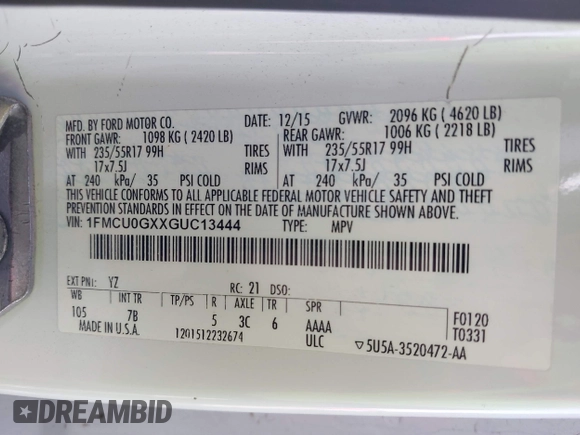 MFD. BY FORD MOTOR CO. 12/15 GVWR: 2096 KG ( 4620 LB)
FRONT GAWR: 1098 KG ( 2420 LB) REAR GAWR: 1006 KG ( 2218 LB)
WITH 235/55R17 99H TIRES WITH 235/55R17 99H TIRES
17x7.5J RIMS 17x7.5J RIMS
AT 240 kPa/ 35 PSI COLD AT 240 kPa/ 35 PSI COLD
THIS VEHICLE CONFORMS TO ALL APPLICABLE FEDERAL MOTOR VEHICLE SAFETY AND THEFT
PREVENTION STANDARDS IN EFFECT ON THE DATE OF MANUFACTURE SHOWN ABOVE.
VIN: 1FMCU0GXXGUC13444 TYPE: MPV
EXT PNT: YZ RC: 21 DSO:
WB INT TR TP/PS R AXLE TR SPR
105 7B 5 3C 6 AAAA F0120
MADE IN U.S.A. 1201512232674 ULC T0331
▽5U5A-3520472-AA
DREAMBID